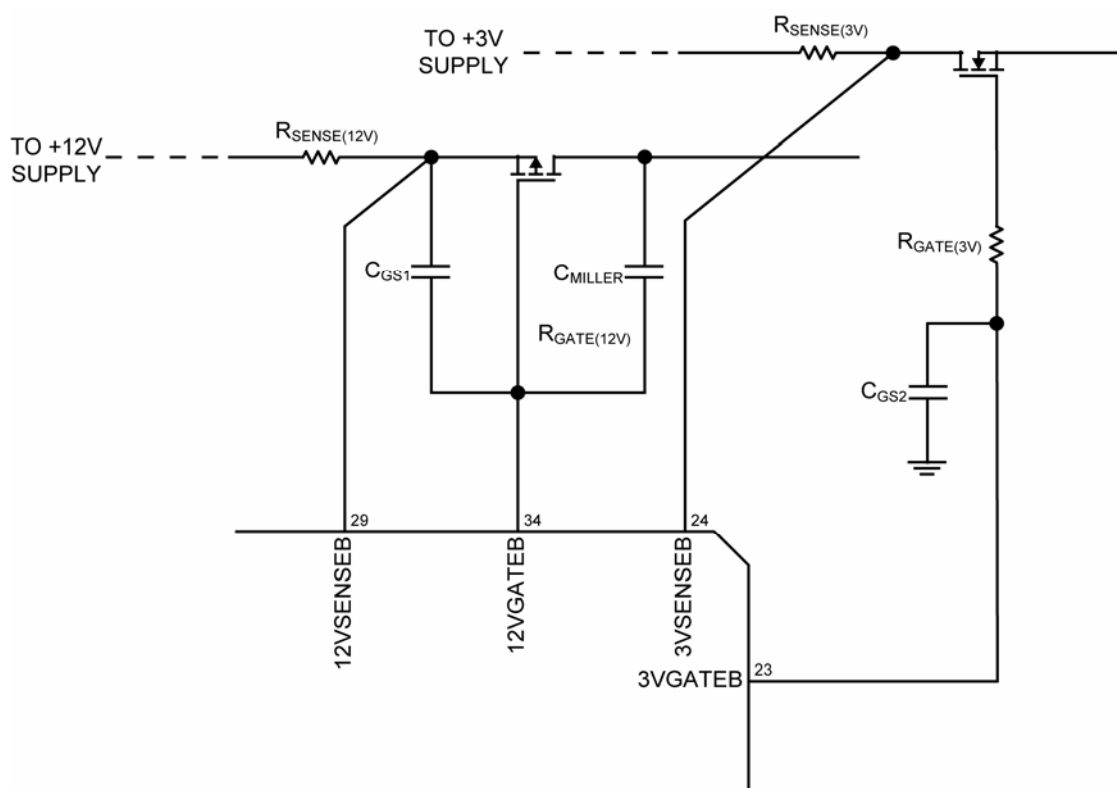 TO +3V
SUPPLY
RSENSE(3V)
TO +12V
SUPPLY
RSENSE(12V)
RGATE(3V)
CGS1
CMILLER
RGATE(12V)
CGS2
29
34
24
12VSENSEB
12VGATEB
3VSENSEB
3VGATEB
23